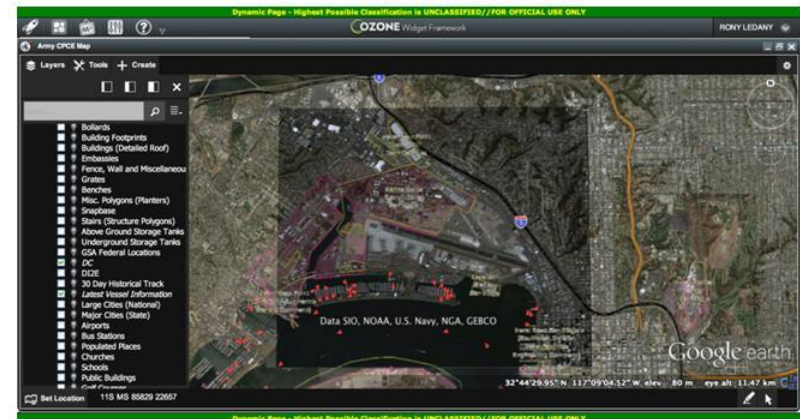 Dynamic Page - Highest Possible Classification is UNCLASSIFIED//FOR OFFICIAL USE ONLY
OZONE Widget Framework
RONY LEDANY
Army CPCE Map
Layers Tools + Create
Bollards
Building Footprints
Buildings (Detailed Roof)
Embassies
Fence, Wall and Miscellaneou
Grates
Benches
Misc. Polygons (Planters)
Snapbase
Stairs (Structure Polygons)
Above Ground Storage Tanks
Underground Storage Tanks
GSA Federal Locations
DC
DI2E
30 Day Historical Track
Latest Vessel Information
Large Cities (National)
Major Cities (State)
Airports
Bus Stations
Populated Places
Churches
Schools
Public Buildings
Golf Courses
Data SIO, NOAA, U.S. Navy, NGA, GEBCO
Google earth
32°44'29.95" N 117°09'04.52" W elev 80 m eye alt 11.47 km
Set Location 11S MS 85829 22657
Dynamic Page - Highest Possible Classification is UNCLASSIFIED//FOR OFFICIAL USE ONLY